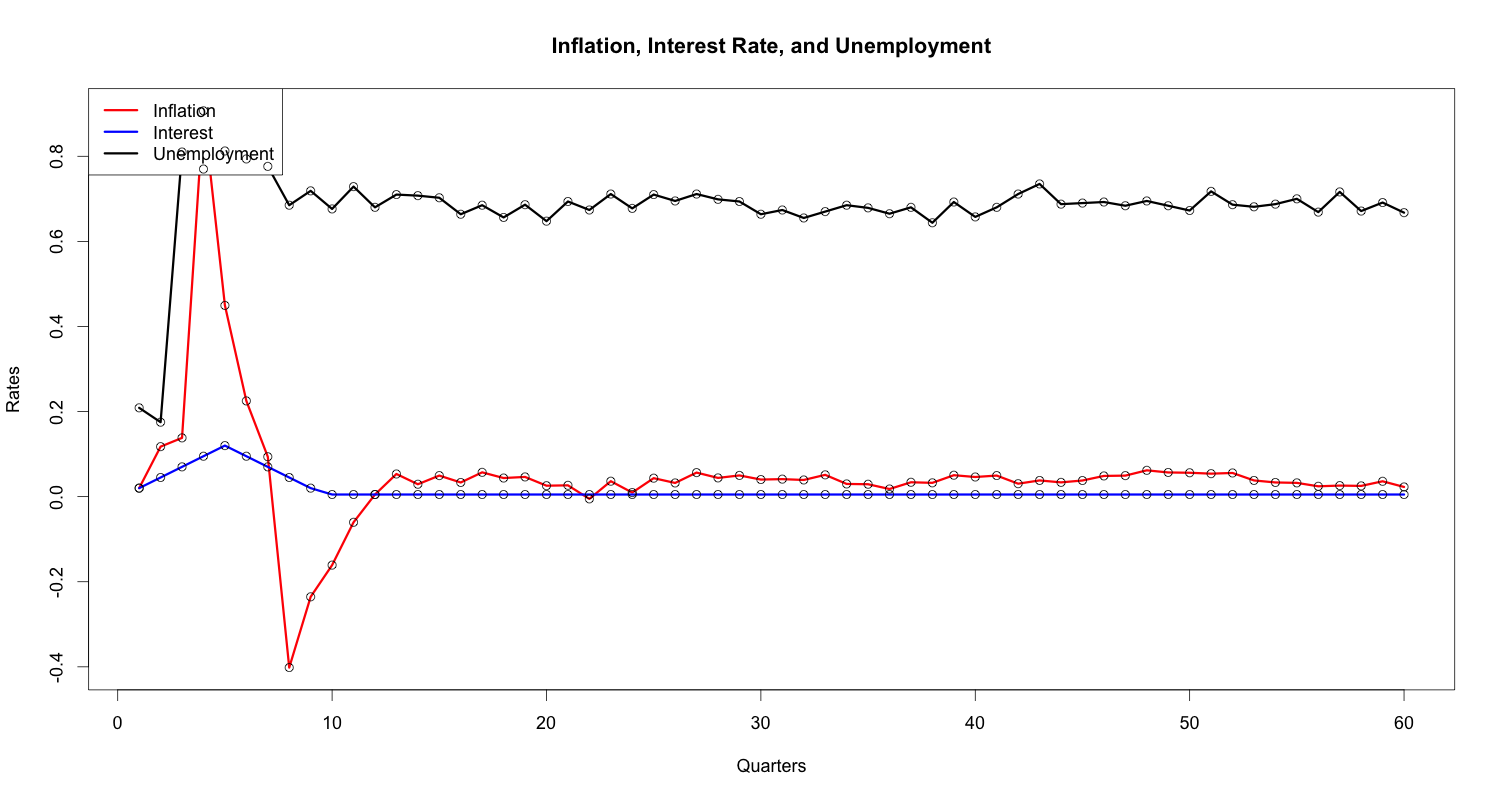 Inflation, Interest Rate, and Unemployment
Inflation
Interest
Unemployment
Rates
0.8
0.6
0.4
0.2
0.0
-0.2
-0.4
0 10 20 30 40 50 60
Quarters